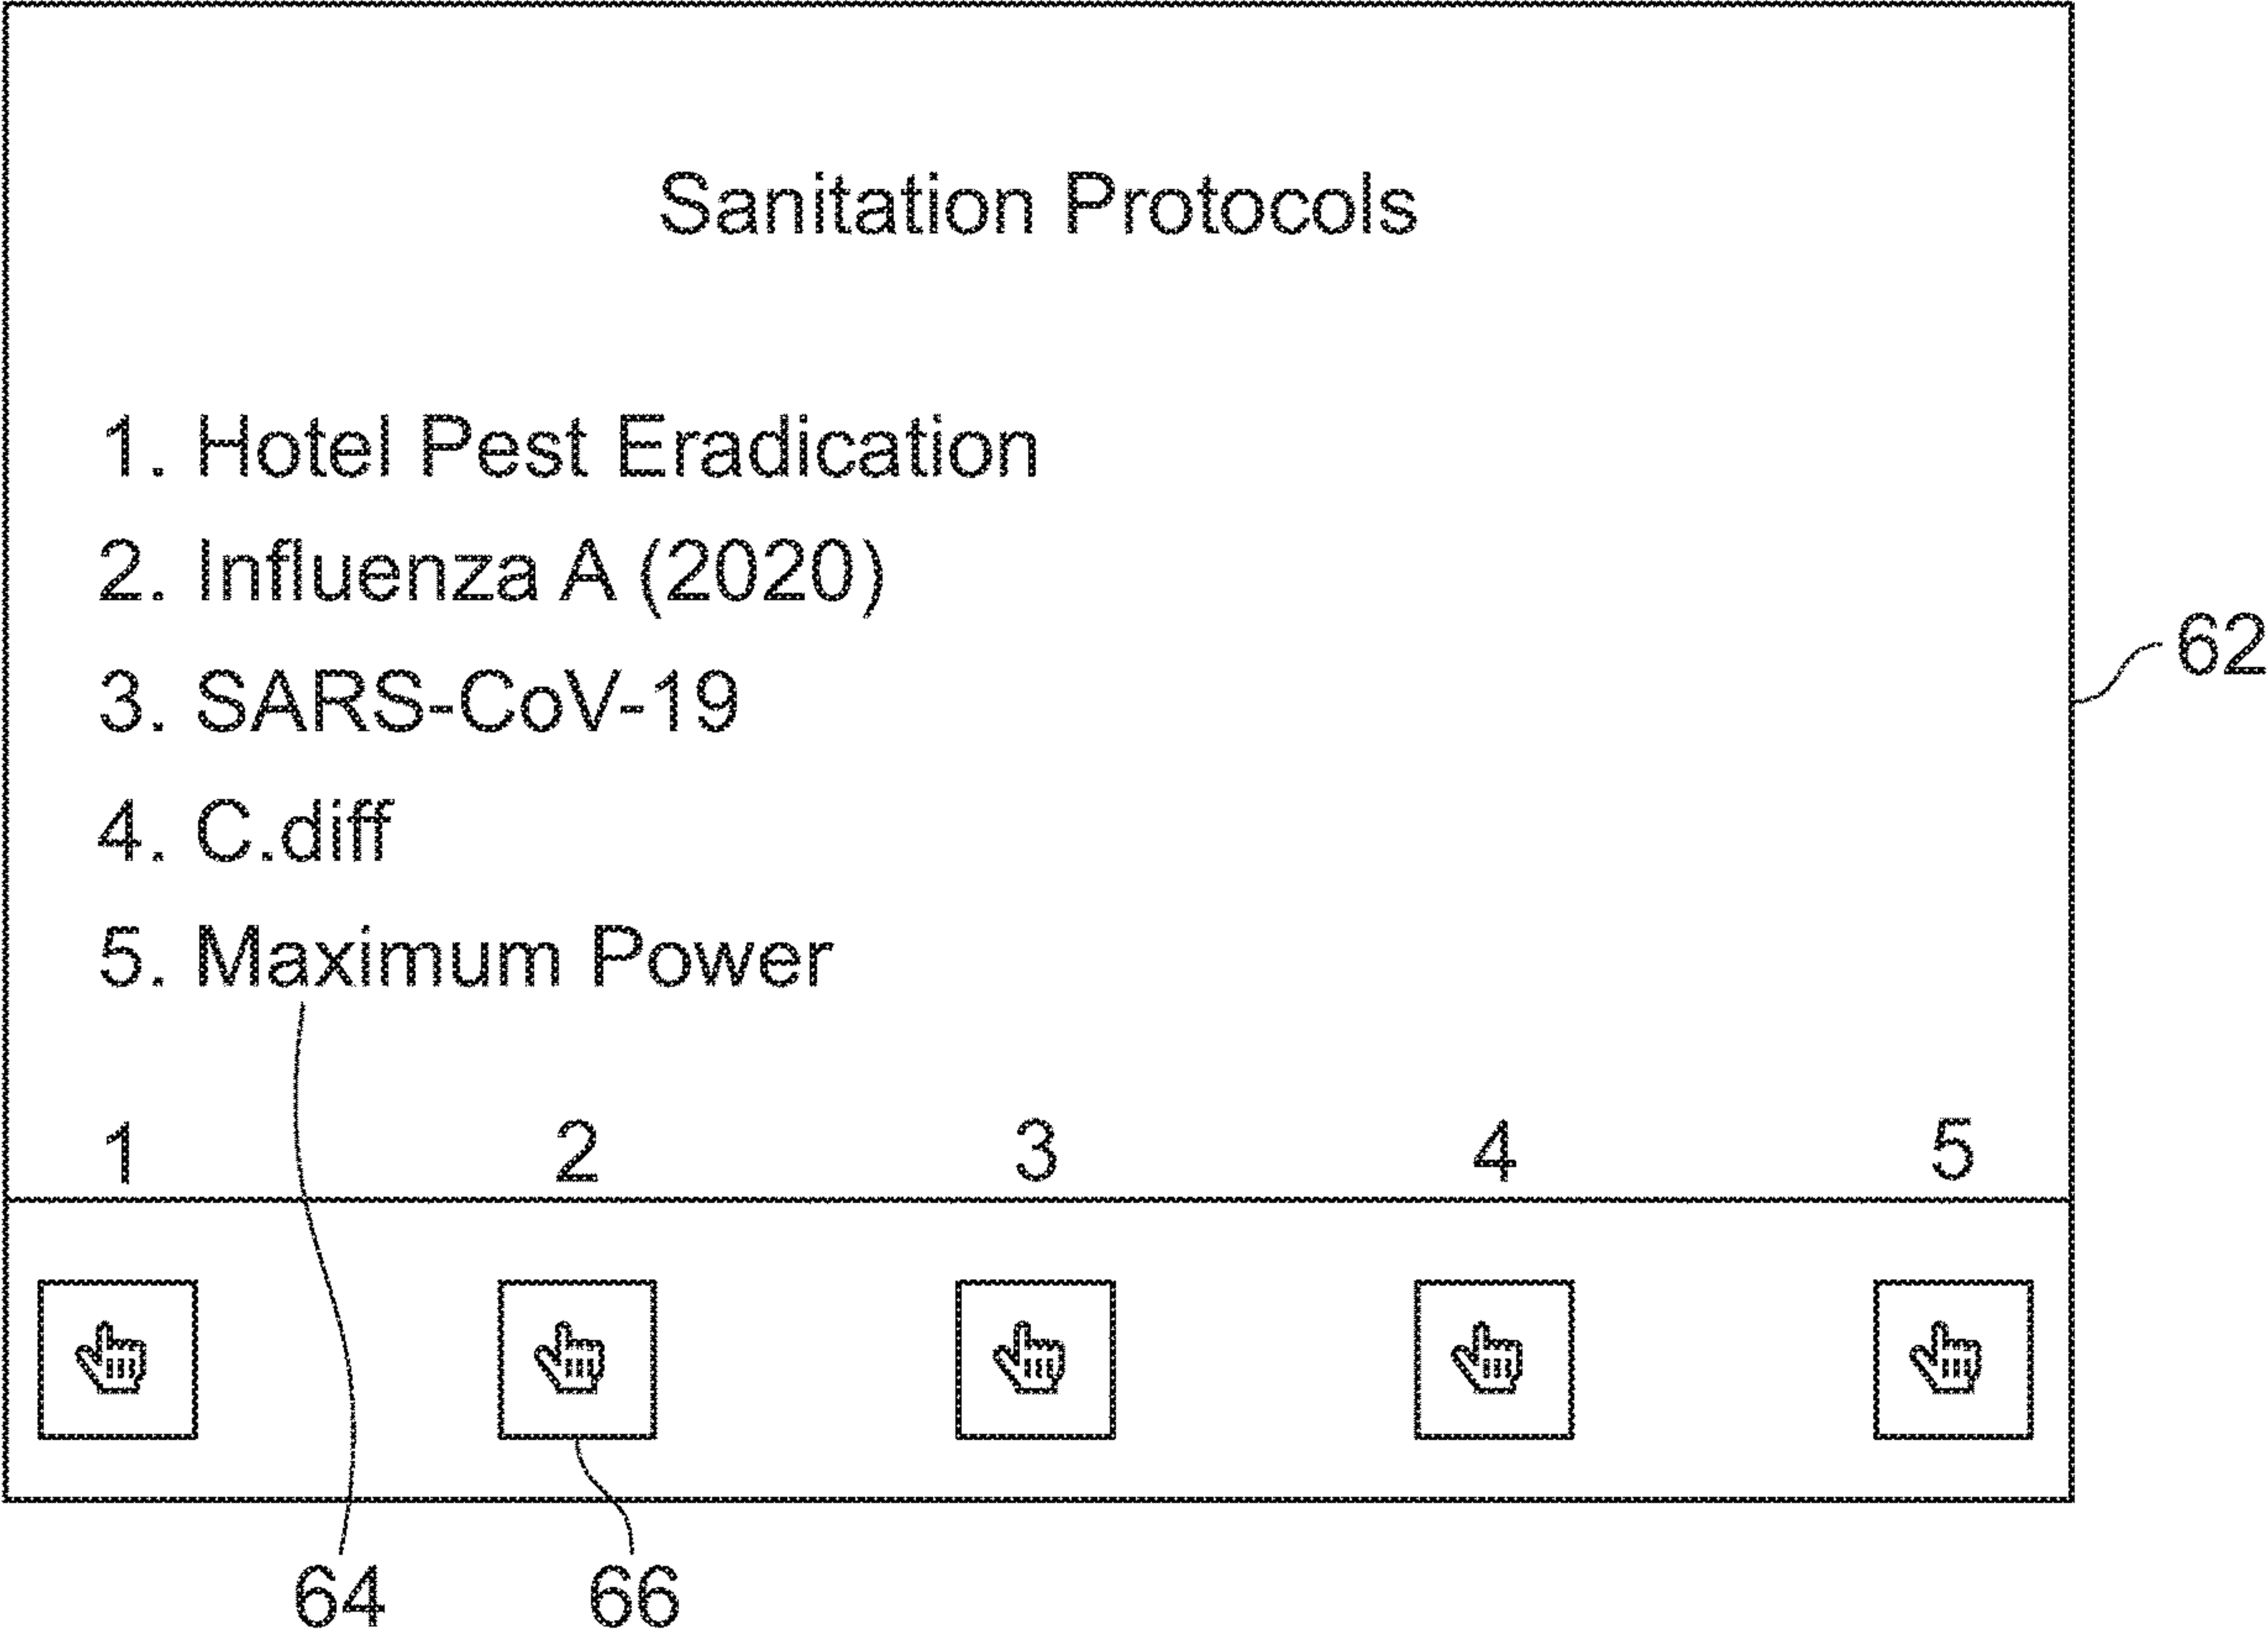 Sanitation Protocols
1. Hotel Pest Eradication
2. Influenza A (2020)
62
3. SARS-CoV-19
4. C.diff
5. Maximum Power
1 2 3 4 5
64 66